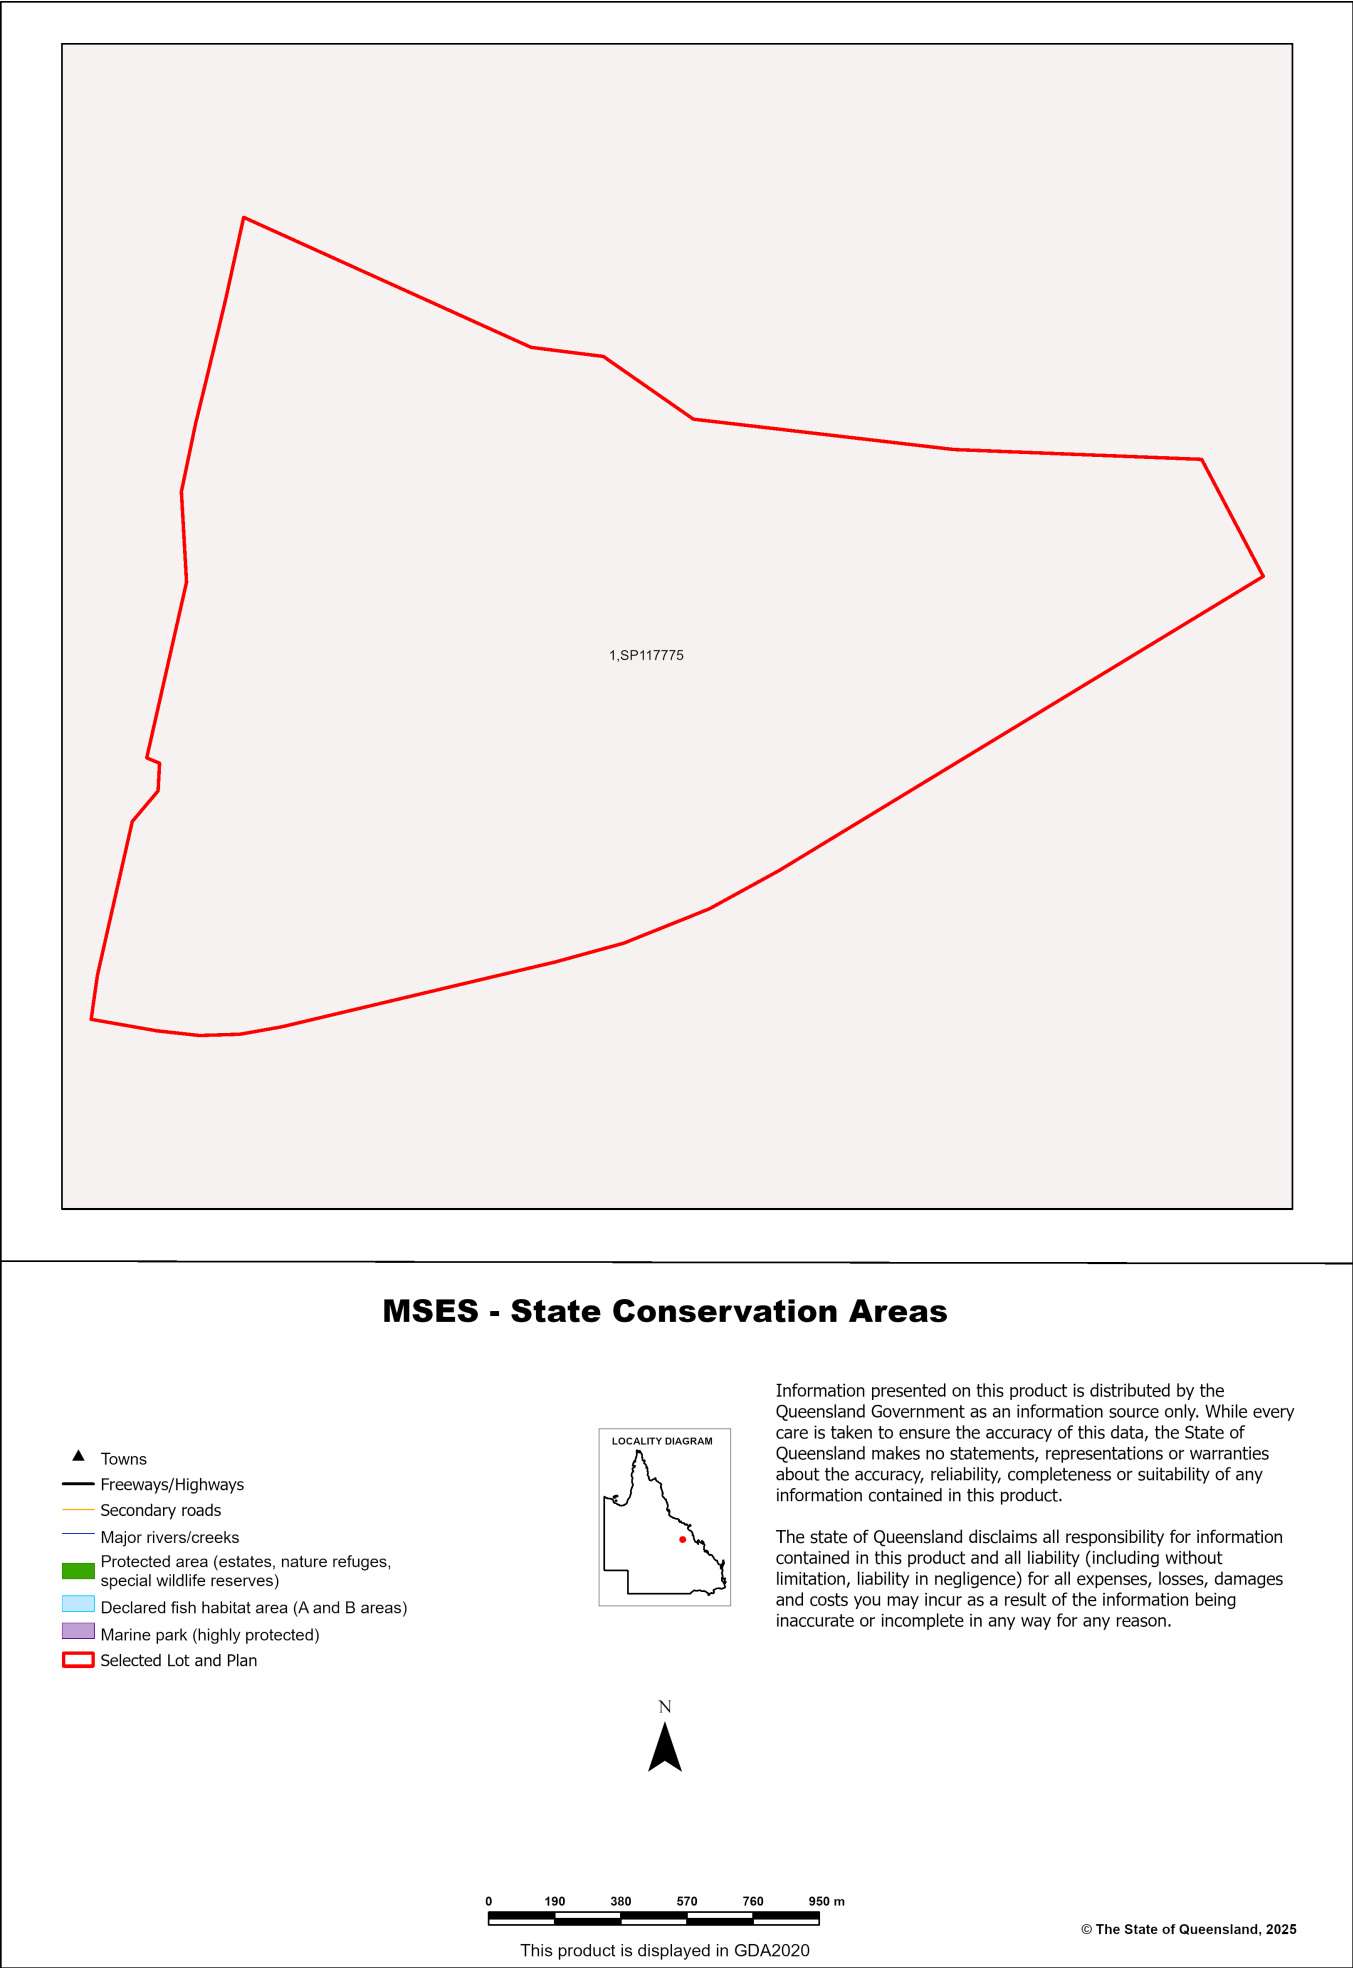 1,SP117775
MSES - State Conservation Areas
Towns
Freeways/Highways
Secondary roads
Major rivers/creeks
Protected area (estates, nature refuges,
special wildlife reserves)
Declared fish habitat area (A and B areas)
Marine park (highly protected)
Selected Lot and Plan
LOCALITY DIAGRAM
Information presented on this product is distributed by the
Queensland Government as an information source only. While every
care is taken to ensure the accuracy of this data, the State of
Queensland makes no statements, representations or warranties
about the accuracy, reliability, completeness or suitability of any
information contained in this product.
The state of Queensland disclaims all responsibility for information
contained in this product and all liability (including without
limitation, liability in negligence) for all expenses, losses, damages
and costs you may incur as a result of the information being
inaccurate or incomplete in any way for any reason.
N
0 190 380 570 760 950 m
This product is displayed in GDA2020
© The State of Queensland, 2025